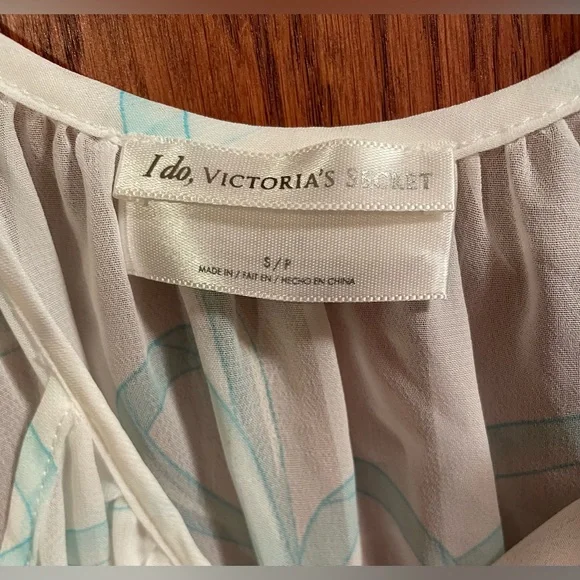 I do, VICTORIA'S SECRET
S/P
MADE IN / FAIT EN / HECHO EN CHINA